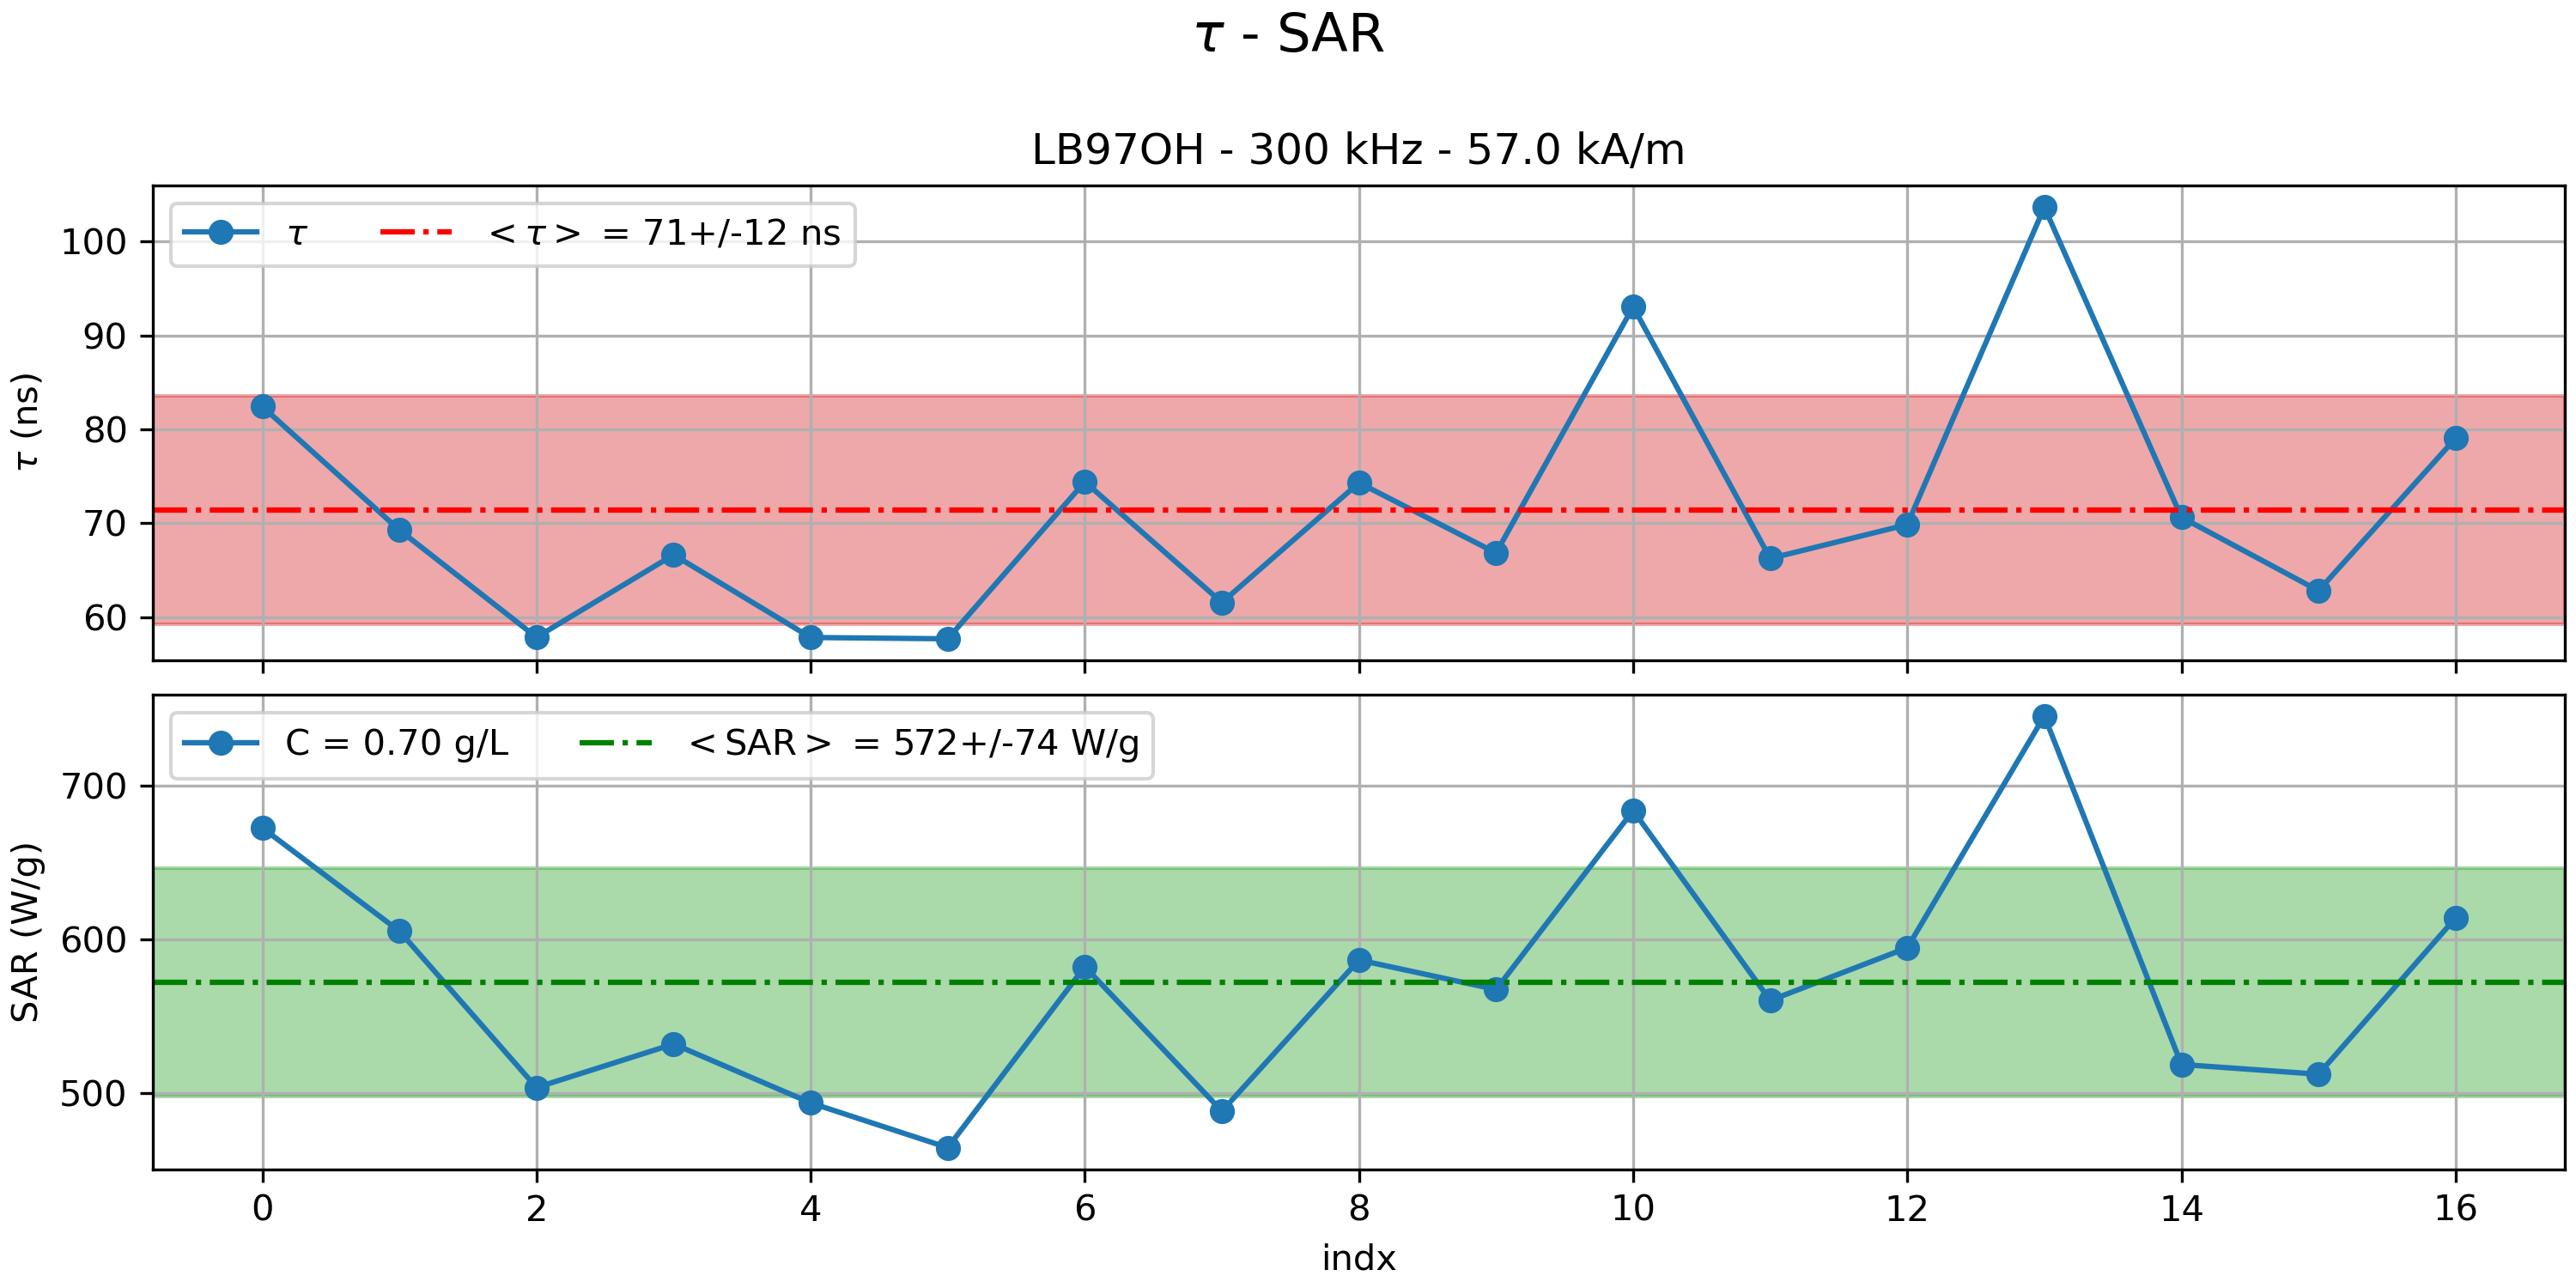 τ - SAR
LB97OH - 300 kHz - 57.0 kA/m
τ <τ> = 71+/-12 ns
100
90
80
70
60
τ (ns)
C = 0.70 g/L <SAR> = 572+/-74 W/g
700
600
500
SAR (W/g)
0 2 4 6 8 10 12 14 16
indx